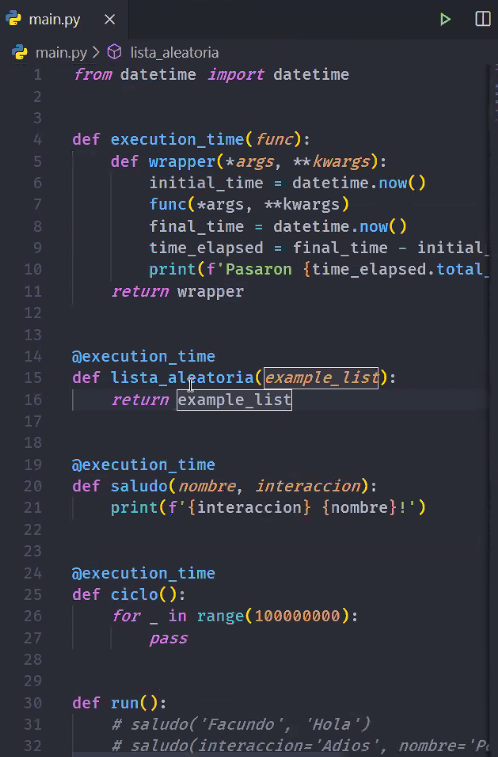 main.py ×
main.py > lista_aleatoria
1 from datetime import datetime
2
3
4 def execution_time(func):
5 def wrapper(*args, **kwargs):
6 initial_time = datetime.now()
7 func(*args, **kwargs)
8 final_time = datetime.now()
9 time_elapsed = final_time - initial_
10 print(f'Pasaron {time_elapsed.total_
11 return wrapper
12
13
14 @execution_time
15 def lista_aleatoria(example_list):
16 return example_list
17
18
19 @execution_time
20 def saludo(nombre, interaccion):
21 print(f'{interaccion} {nombre}!')
22
23
24 @execution_time
25 def ciclo():
26 for _ in range(100000000):
27 pass
28
29
30 def run():
31 # saludo('Facundo', 'Hola')
32 # saludo(interaccion='Adios', nombre='P